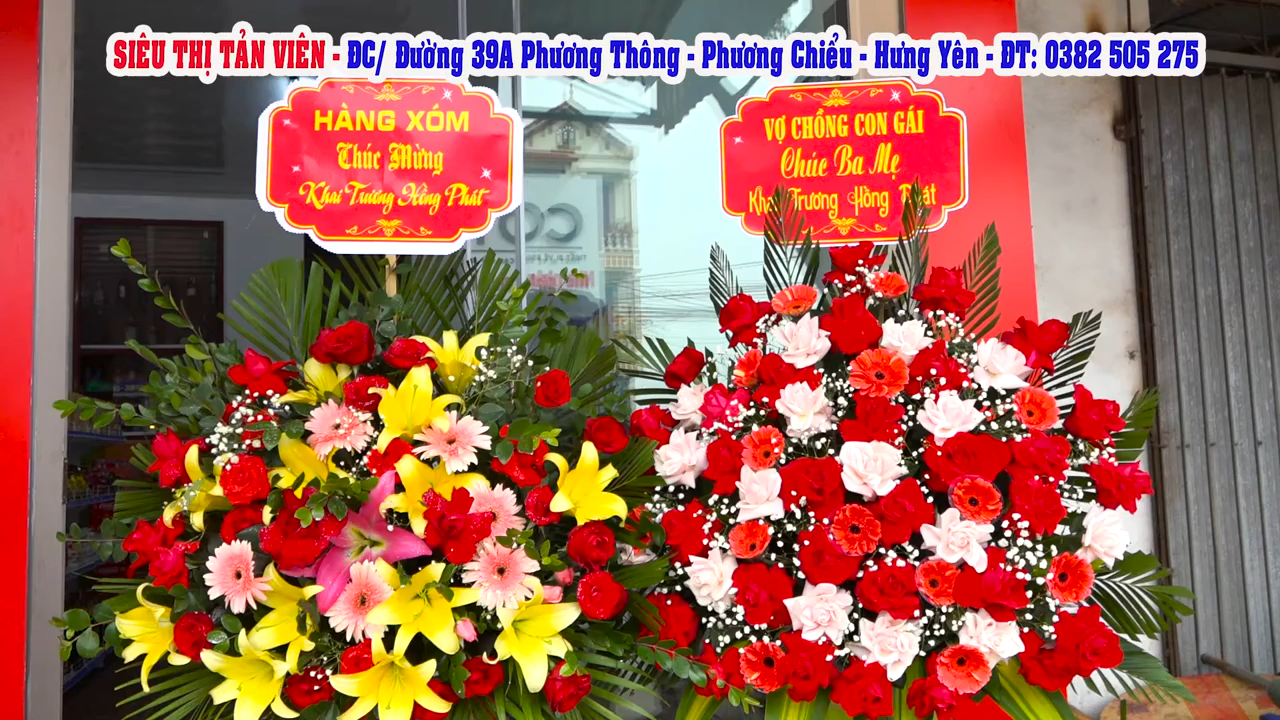 SIÊU THỊ TẢN VIÊN - ĐC/ Đường 39A Phương Thông - Phương Chiểu - Hưng Yên - ĐT: 0382 505 275
HÀNG XÓM
Chúc Mừng
Khai Trương Hồng Phát
VỢ CHỒNG CON GÁI
Chúc Ba Mẹ
Khai Trương Hồng Phát